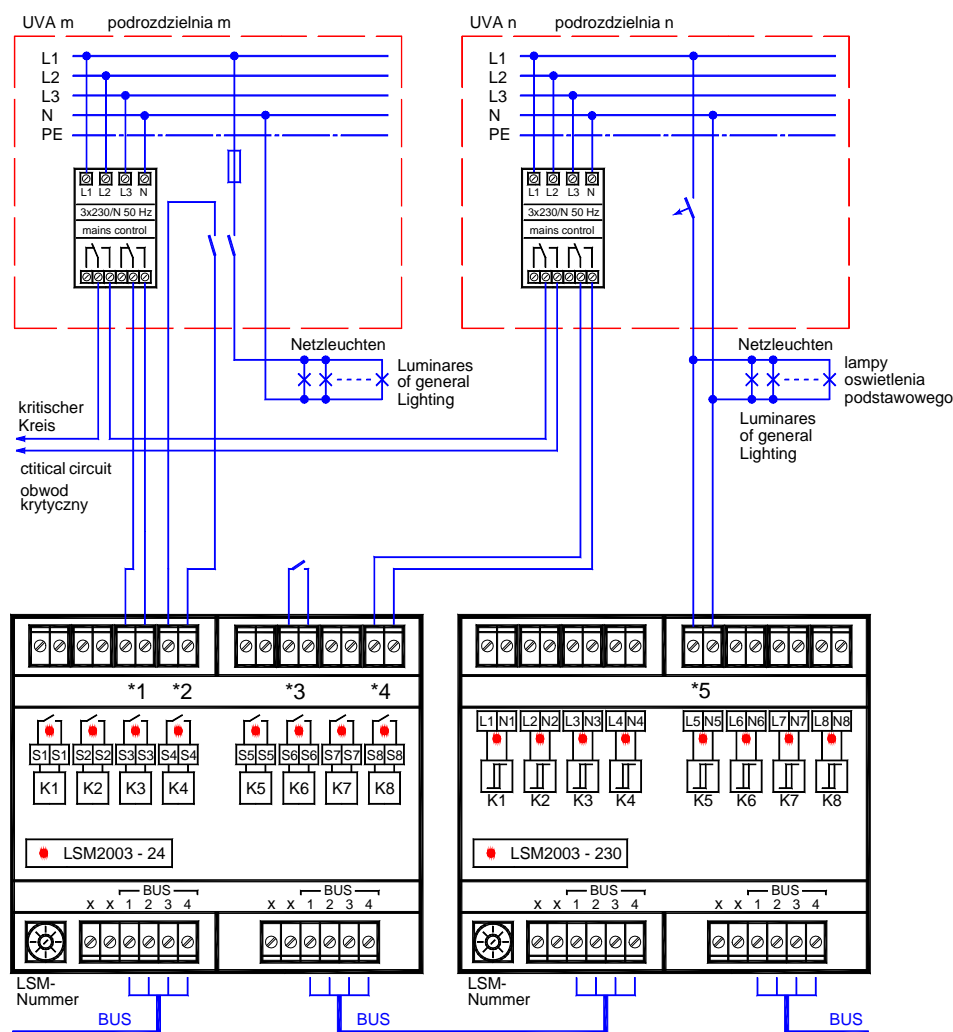 UVA m podrozdzielnia m
UVA n podrozdzielnia n
L1
L2
L3
N
PE
L1
L2
L3
N
PE
L1 L2 L3 N
3x230/N 50 Hz
mains control
L1 L2 L3 N
3x230/N 50 Hz
mains control
Netzleuchten
Luminares
of general
Lighting
Netzleuchten
lampy
oswietlenia
podstawowego
Luminares
of general
Lighting
kritischer
Kreis
ctitical circuit
obwod
krytyczny
*1 *2 *3 *4
*5
S1 S1 S2 S2 S3 S3 S4 S4 S5 S5 S6 S6 S7 S7 S8 S8
K1 K2 K3 K4 K5 K6 K7 K8
L1 N1 L2 N2 L3 N3 L4 N4 L5 N5 L6 N6 L7 N7 L8 N8
K1 K2 K3 K4 K5 K6 K7 K8
LSM2003 - 24
LSM2003 - 230
BUS
x x 1 2 3 4
BUS
x x 1 2 3 4
BUS
x x 1 2 3 4
BUS
x x 1 2 3 4
LSM-
Nummer
LSM-
Nummer
BUS
BUS
BUS